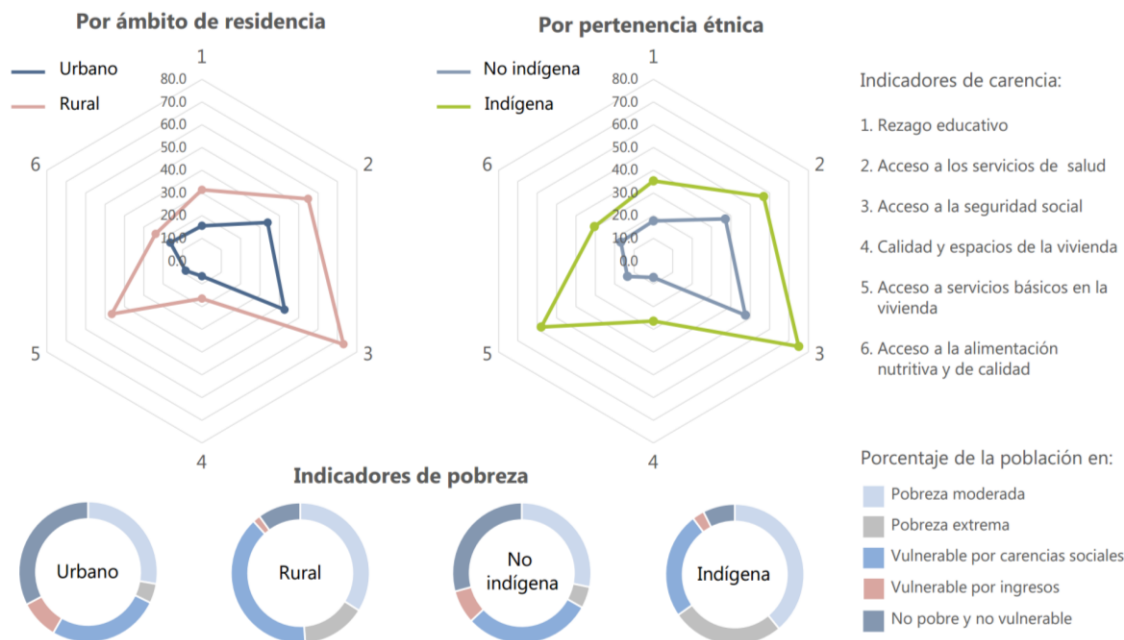 Por ámbito de residencia
Urbano
Rural
1
80.0
70.0
60.0
50.0
40.0
30.0
20.0
10.0
0.0
2
3
4
5
6
Por pertenencia étnica
No indígena
Indígena
1
80.0
70.0
60.0
50.0
40.0
30.0
20.0
10.0
0.0
2
3
4
5
6
Indicadores de carencia:
1. Rezago educativo
2. Acceso a los servicios de salud
3. Acceso a la seguridad social
4. Calidad y espacios de la vivienda
5. Acceso a servicios básicos en la
vivienda
6. Acceso a la alimentación
nutritiva y de calidad
Indicadores de pobreza
Urbano
Rural
No
indígena
Indígena
Porcentaje de la población en:
Pobreza moderada
Pobreza extrema
Vulnerable por carencias sociales
Vulnerable por ingresos
No pobre y no vulnerable